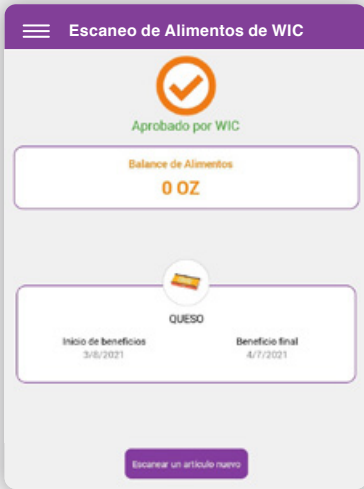 Escaneo de Alimentos de WIC
Aprobado por WIC
Balance de Alimentos
0 OZ
QUESO
Inicio de beneficios
3/8/2021
Beneficio final
4/7/2021
Escanear un artículo nuevo